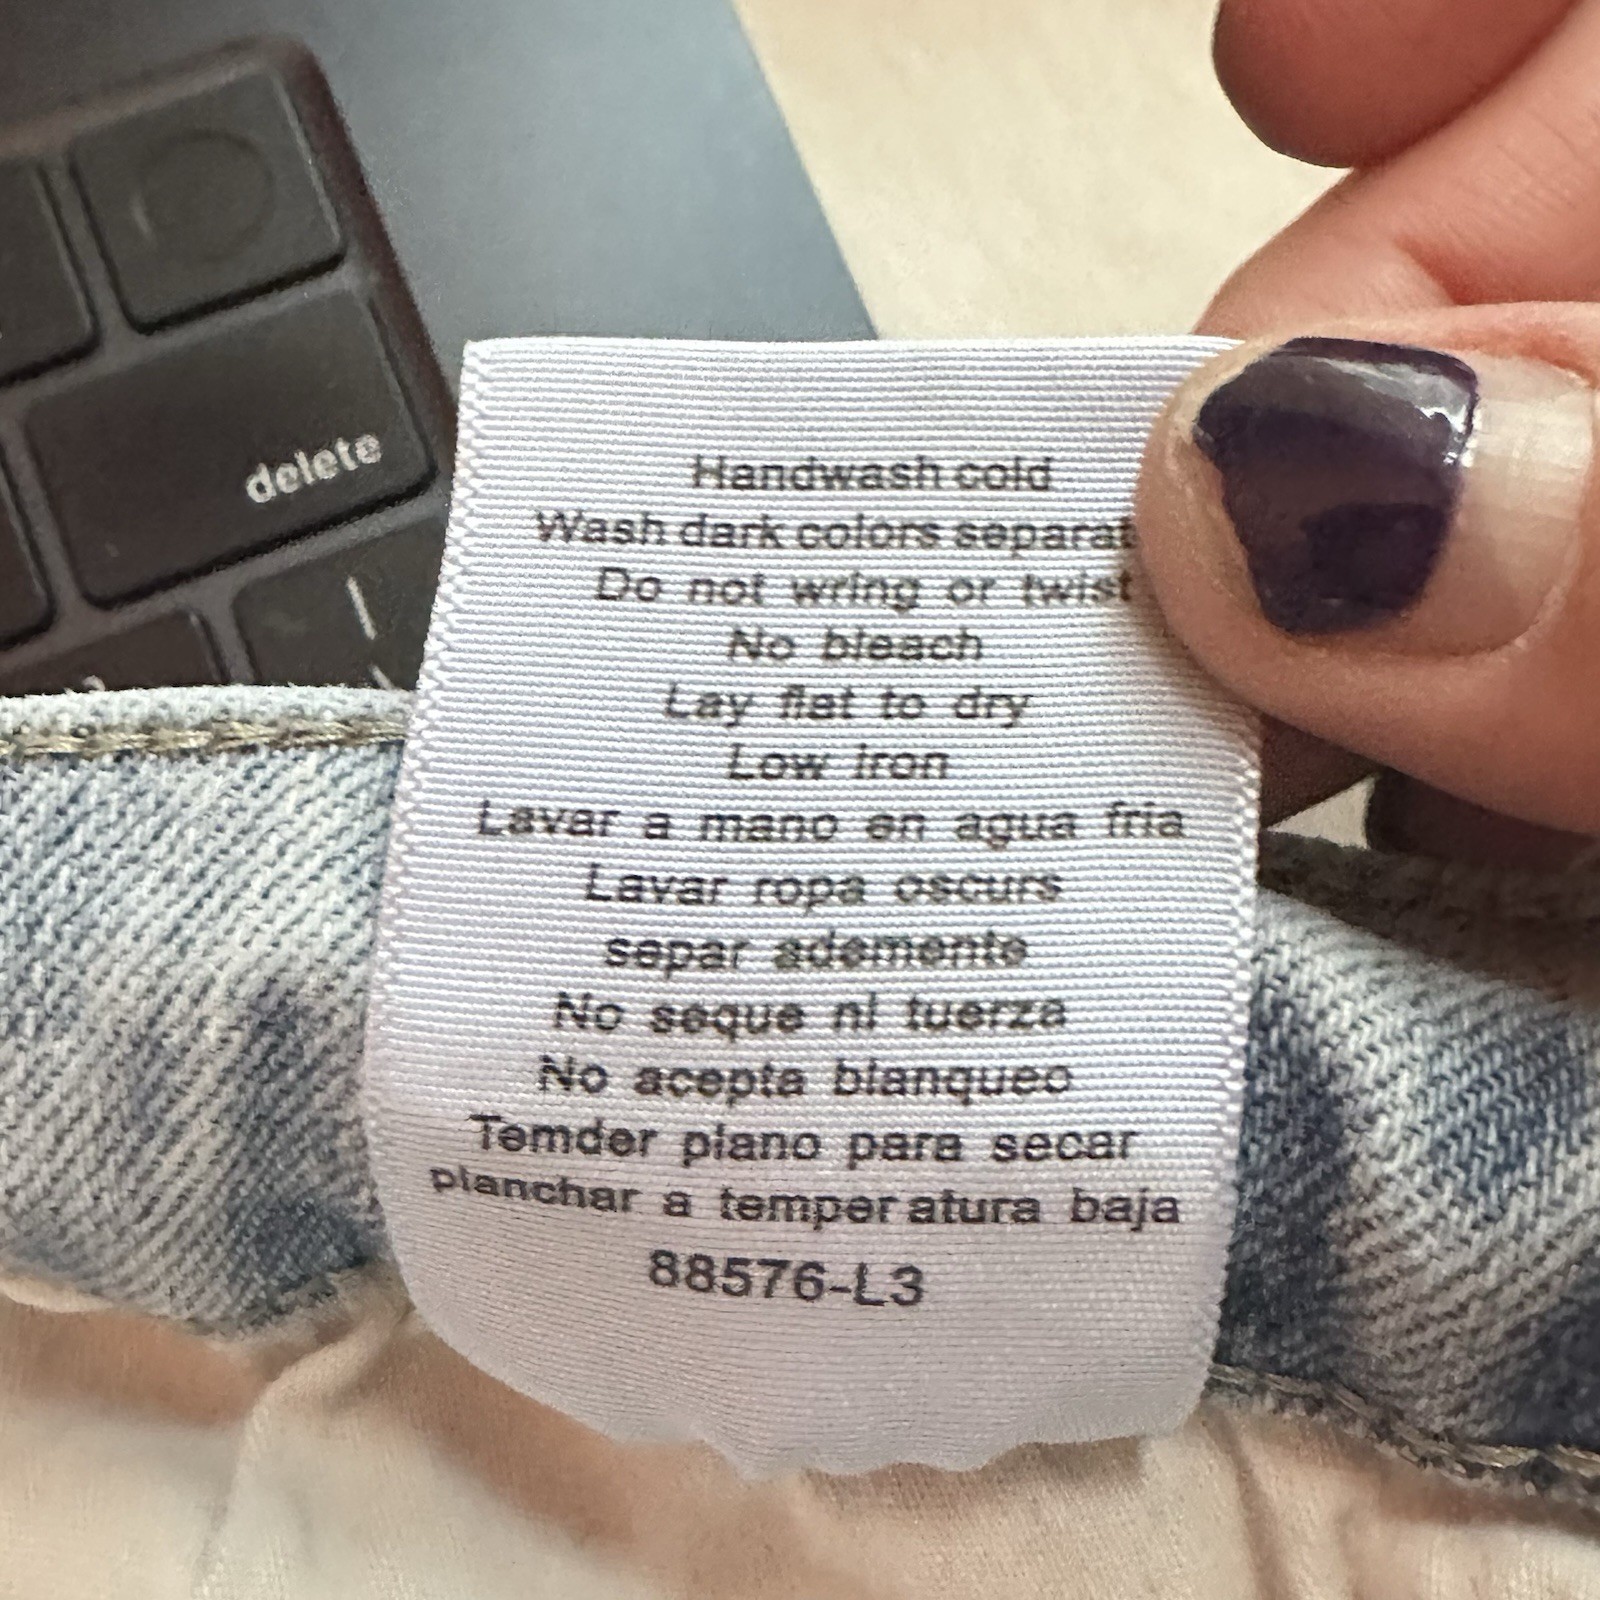 delete
Handwash cold
Wash dark colors separat
Do not wring or twist
No bleach
Lay flat to dry
Low iron
Lavar a mano en agua fria
Lavar ropa oscurs
separ ademente
No seque ni tuerza
No acepta blanqueo
Temder plano para secar
planchar a temper atura baja
88576-L3